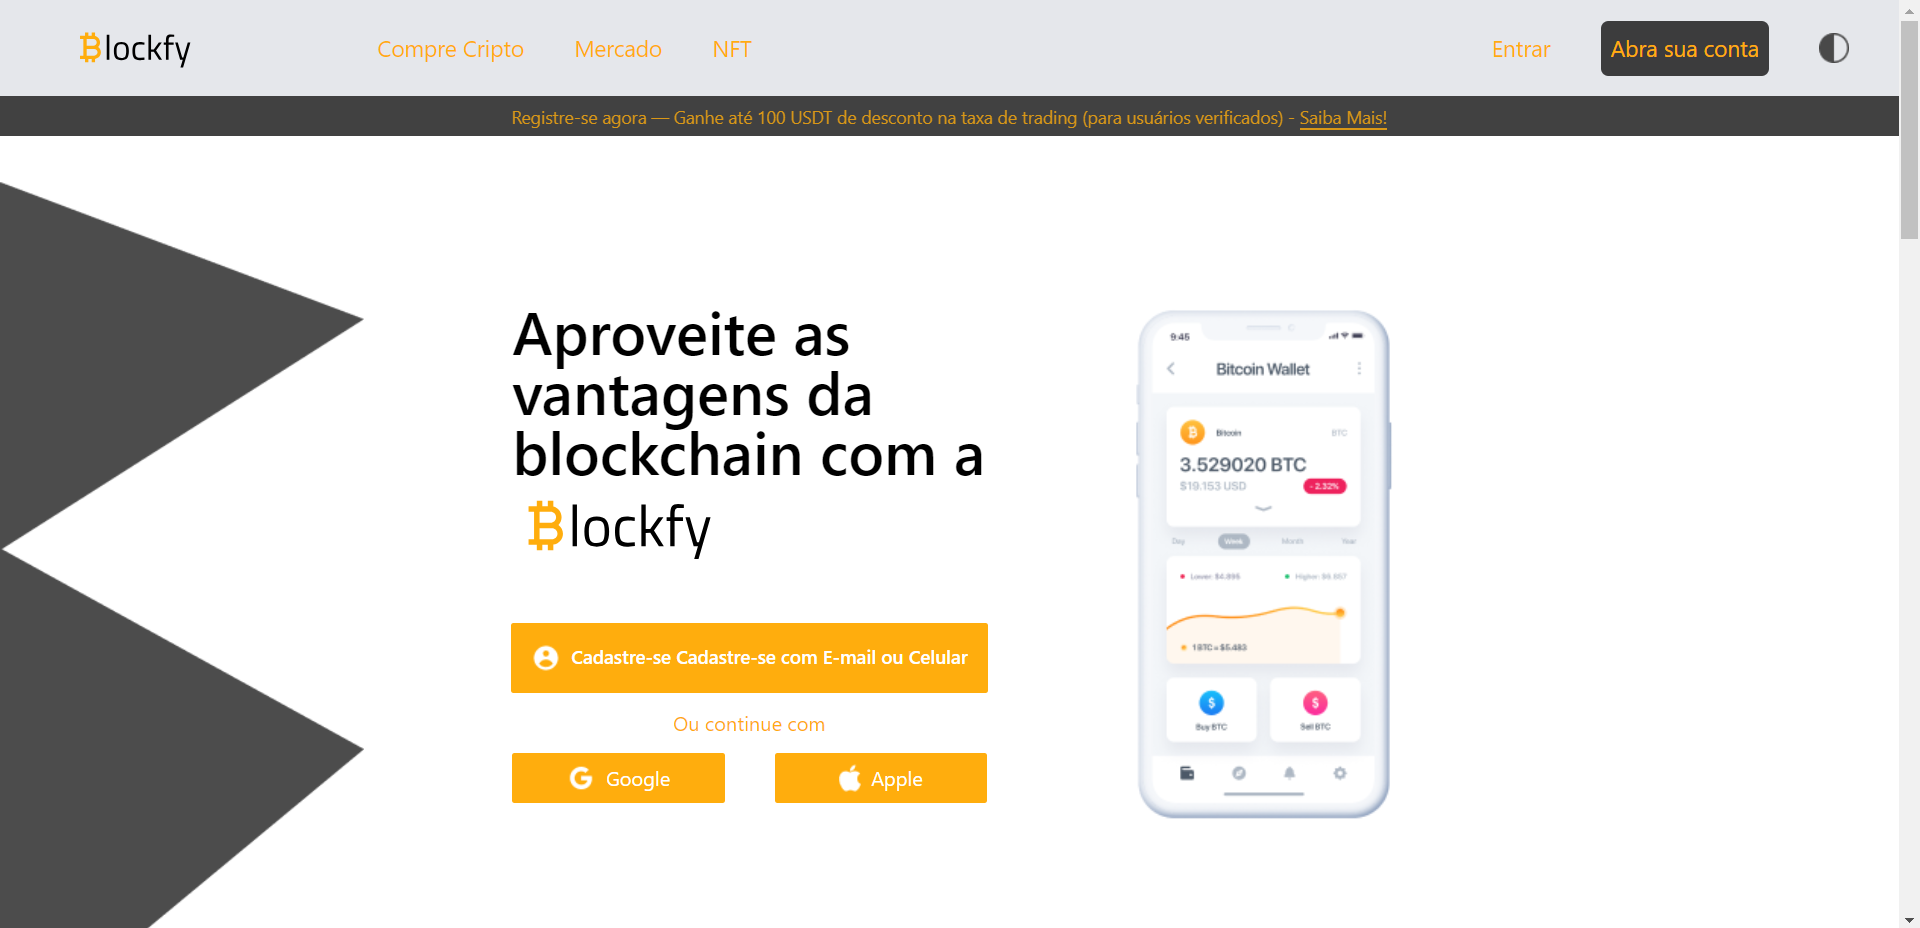 Blockfy
Compre Cripto
Mercado
NFT
Entrar
Abra sua conta
Registre-se agora — Ganhe até 100 USDT de desconto na taxa de trading (para usuários verificados) - Saiba Mais!
Aproveite as
vantagens da
blockchain com a
Blockfy
Cadastre-se Cadastre-se com E-mail ou Celular
Ou continue com
Google
Apple
9:45
Bitcoin Wallet
Bitcoin
BTC
3.529020 BTC
$19.153 USD
- 2.32%
Day
Week
Month
Year
Lower: $4.895
Higher: $6.857
1 BTC = $5.483
Buy BTC
Sell BTC